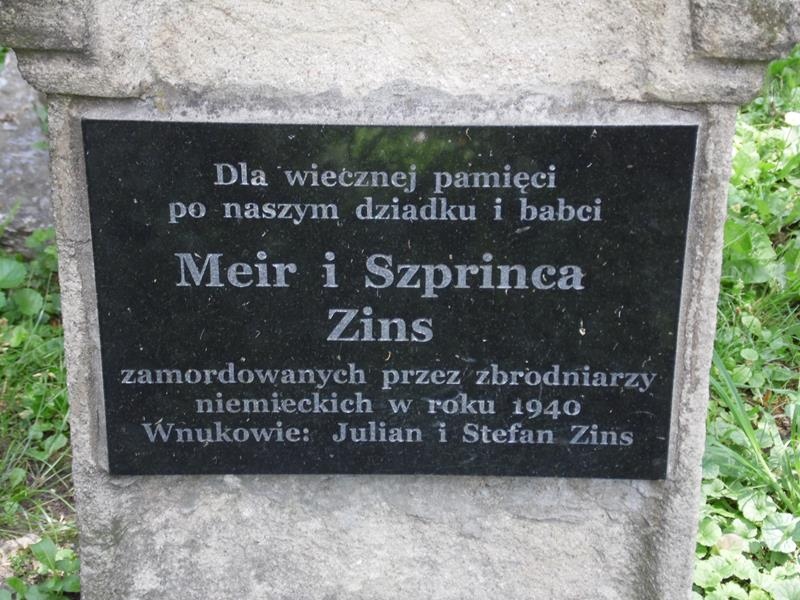 Dla wiecznej pamięci
po naszym dziadku i babci
Meir i Szprinca
Zins
zamordowanych przez zbrodniarzy
niemieckich w roku 1940
Wnukowie: Julian i Stefan Zins